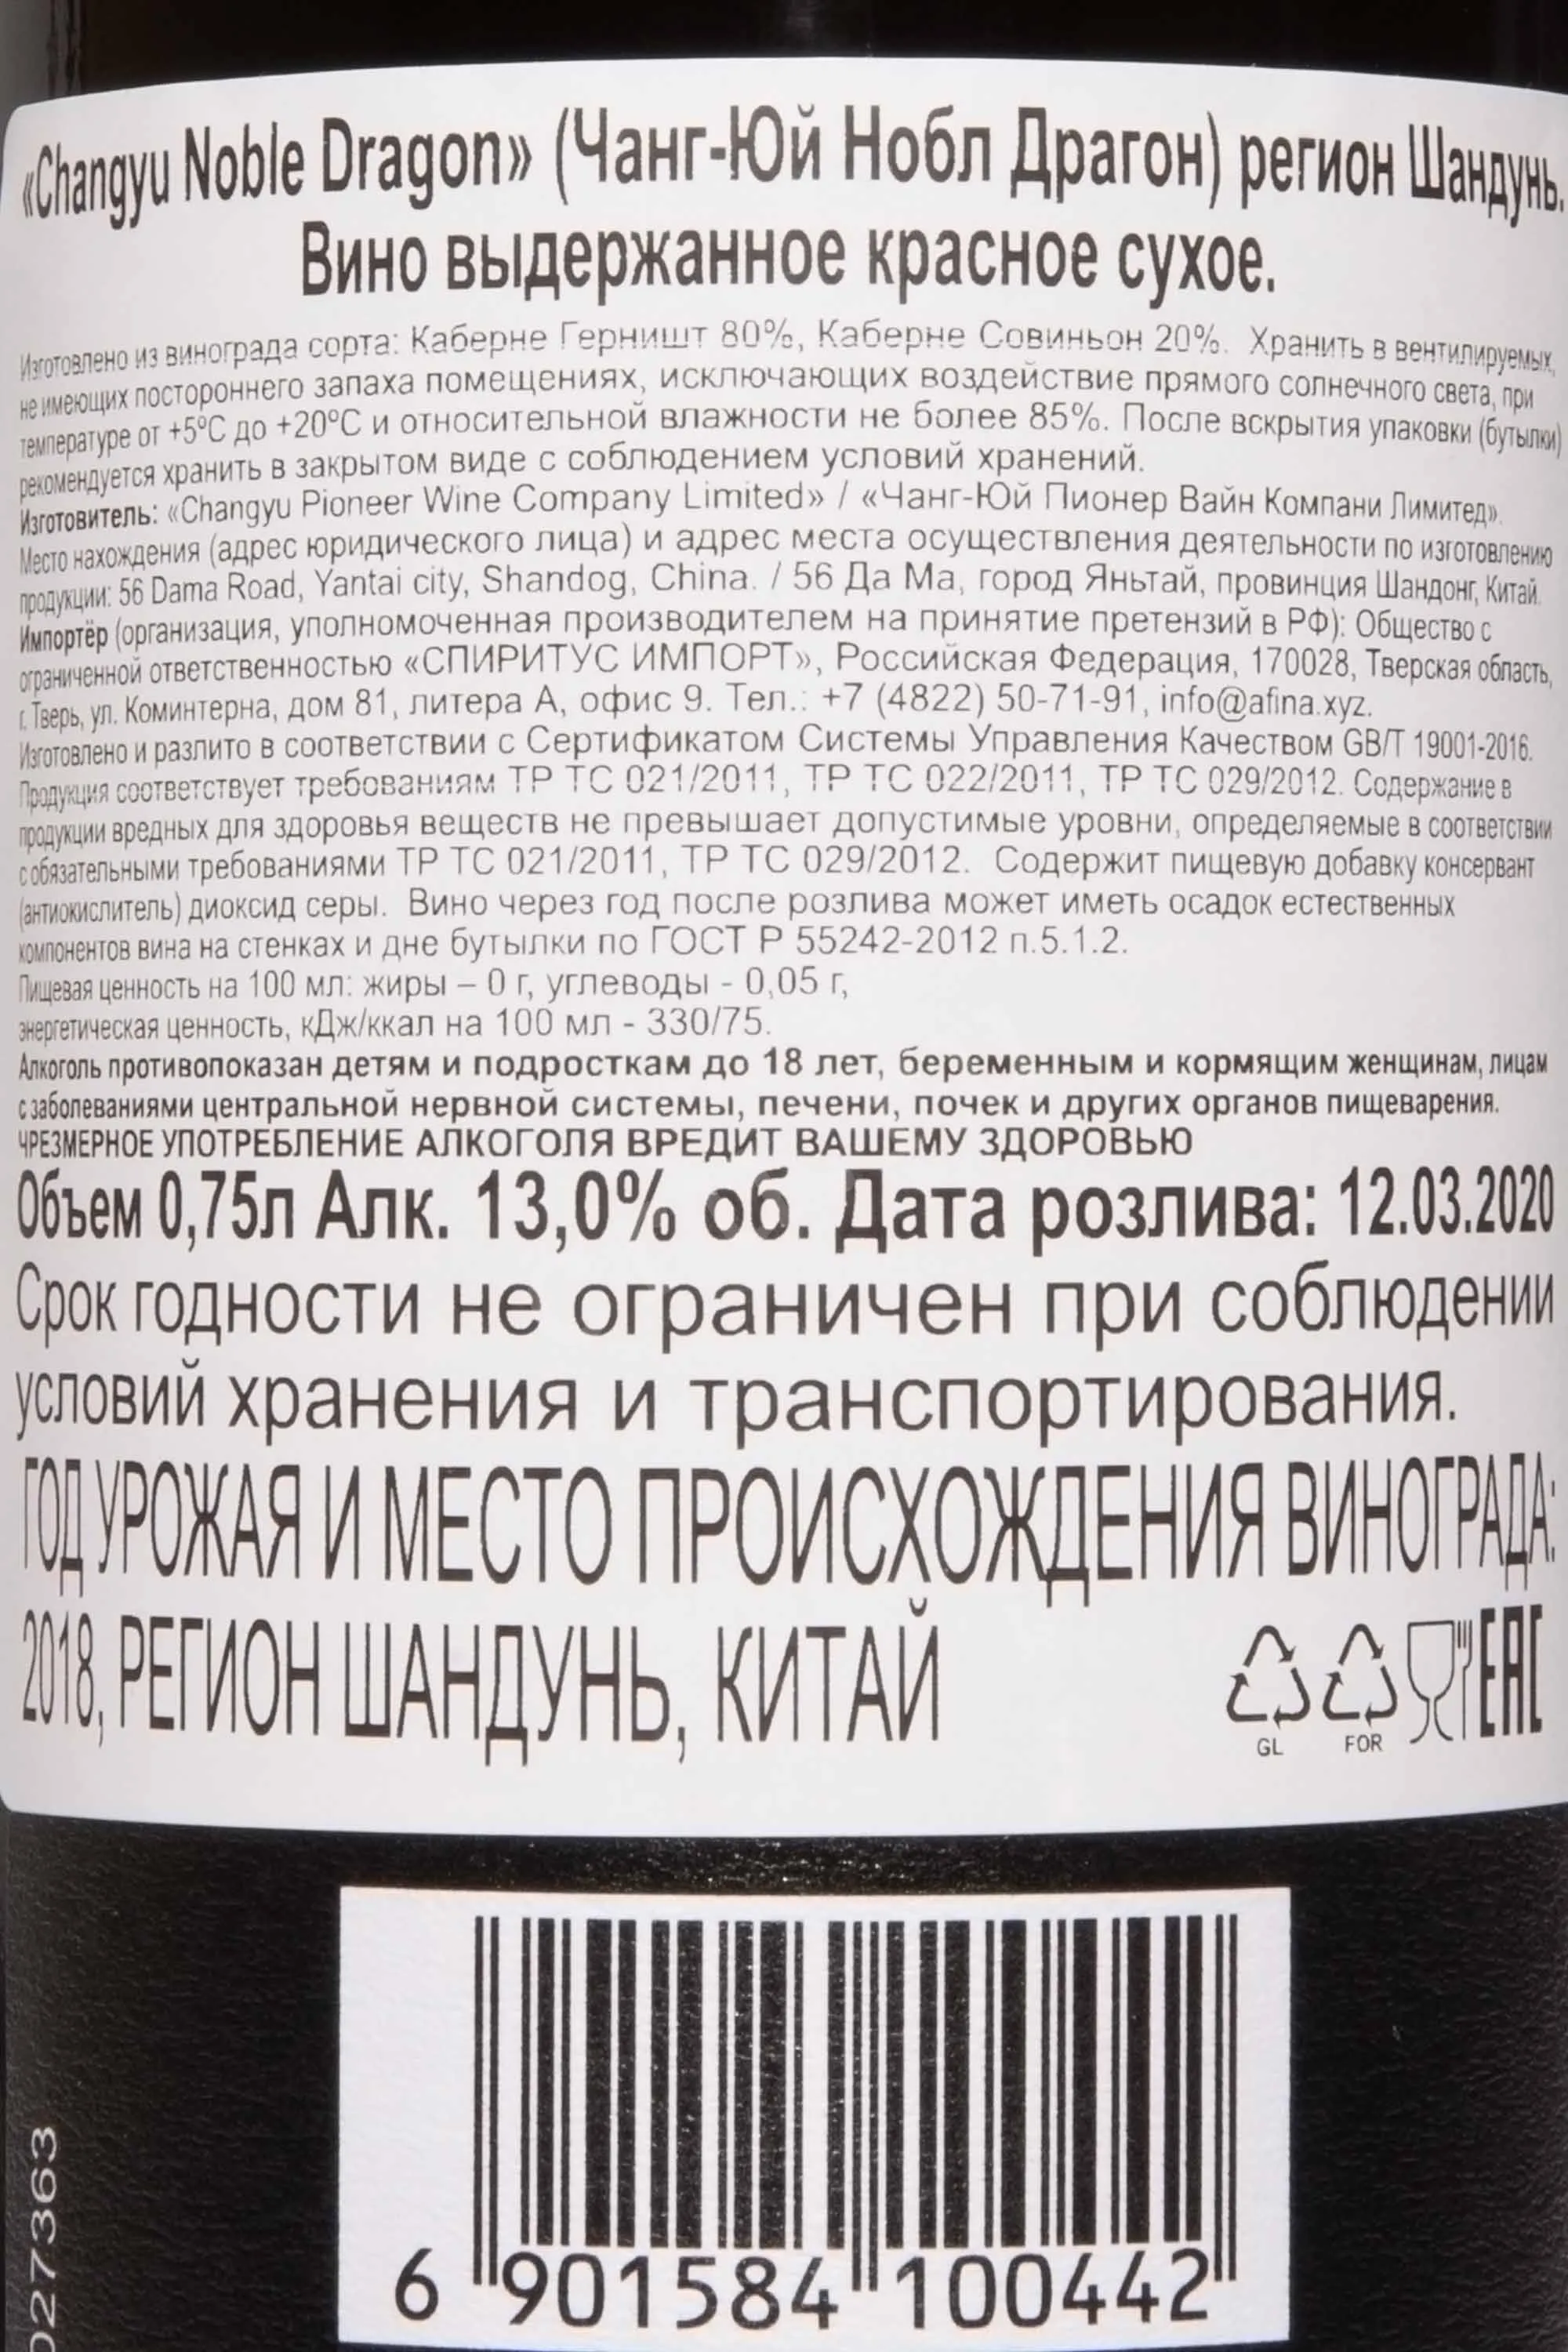 «Changyu Noble Dragon» (Чанг-Юй Нобл Драгон) регион Шандунь.
Вино выдержанное красное сухое.
Изготовлено из винограда сорта: Каберне Герништ 80%, Каберне Совиньон 20%. Хранить в вентилируемых,
не имеющих постороннего запаха помещениях, исключающих воздействие прямого солнечного света, при
температуре от +5°С до +20°С и относительной влажности не более 85%. После вскрытия упаковки (бутылки)
рекомендуется хранить в закрытом виде с соблюдением условий хранений.
Изготовитель: «Changyu Pioneer Wine Company Limited» / «Чанг-Юй Пионер Вайн Компани Лимитед».
Место нахождения (адрес юридического лица) и адрес места осуществления деятельности по изготовлению
продукции: 56 Dama Road, Yantai city, Shandog, China. / 56 Да Ма, город Яньтай, провинция Шандонг, Китай.
Импортёр (организация, уполномоченная производителем на принятие претензий в РФ): Общество с
ограниченной ответственностью «СПИРИТУС ИМПОРТ», Российская Федерация, 170028, Тверская область,
г. Тверь, ул. Коминтерна, дом 81, литера А, офис 9. Тел.: +7 (4822) 50-71-91, info@afina.xyz.
Изготовлено и разлито в соответствии с Сертификатом Системы Управления Качеством GB/T 19001-2016.
Продукция соответствует требованиям ТР ТС 021/2011, ТР ТС 022/2011, ТР ТС 029/2012. Содержание в
продукции вредных для здоровья веществ не превышает допустимые уровни, определяемые в соответствии
с обязательными требованиями ТР ТС 021/2011, ТР ТС 029/2012. Содержит пищевую добавку консервант
(антиокислитель) диоксид серы. Вино через год после розлива может иметь осадок естественных
компонентов вина на стенках и дне бутылки по ГОСТ Р 55242-2012 п.5.1.2.
Пищевая ценность на 100 мл: жиры – 0 г, углеводы - 0,05 г,
энергетическая ценность, кДж/ккал на 100 мл - 330/75.
Алкоголь противопоказан детям и подросткам до 18 лет, беременным и кормящим женщинам, лицам
с заболеваниями центральной нервной системы, печени, почек и других органов пищеварения.
ЧРЕЗМЕРНОЕ УПОТРЕБЛЕНИЕ АЛКОГОЛЯ ВРЕДИТ ВАШЕМУ ЗДОРОВЬЮ
Объем 0,75л Алк. 13,0% об. Дата розлива: 12.03.2020
Срок годности не ограничен при соблюдении
условий хранения и транспортирования.
ГОД УРОЖАЯ И МЕСТО ПРОИСХОЖДЕНИЯ ВИНОГРАДА:
2018, РЕГИОН ШАНДУНЬ, КИТАЙ
GL FOR EAC
6 901584 100442
027363